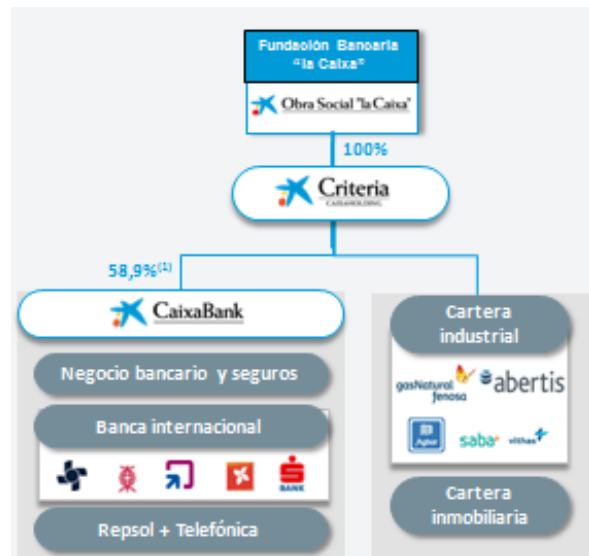 Fundación Bancaria
"la Caixa"
Obra Social "la Caixa"
100%
Criteria
CAIXAHOLDING
58,9%(1)
CaixaBank
Negocio bancario y seguros
Banca internacional
BANK
Repsol + Telefónica
Cartera
industrial
gasNatural
fenosa
abertis
Agbar
saba
vithas
Cartera
inmobiliaria